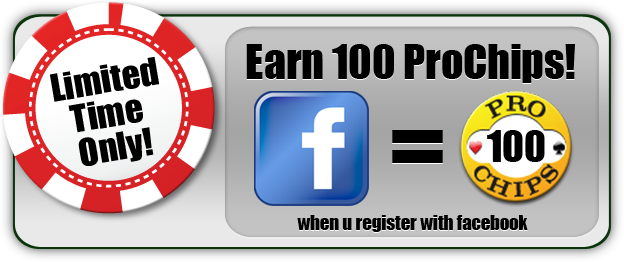 Limited
Time
Only!
Earn 100 ProChips!
f
=
PRO
100
CHIPS
when u register with facebook